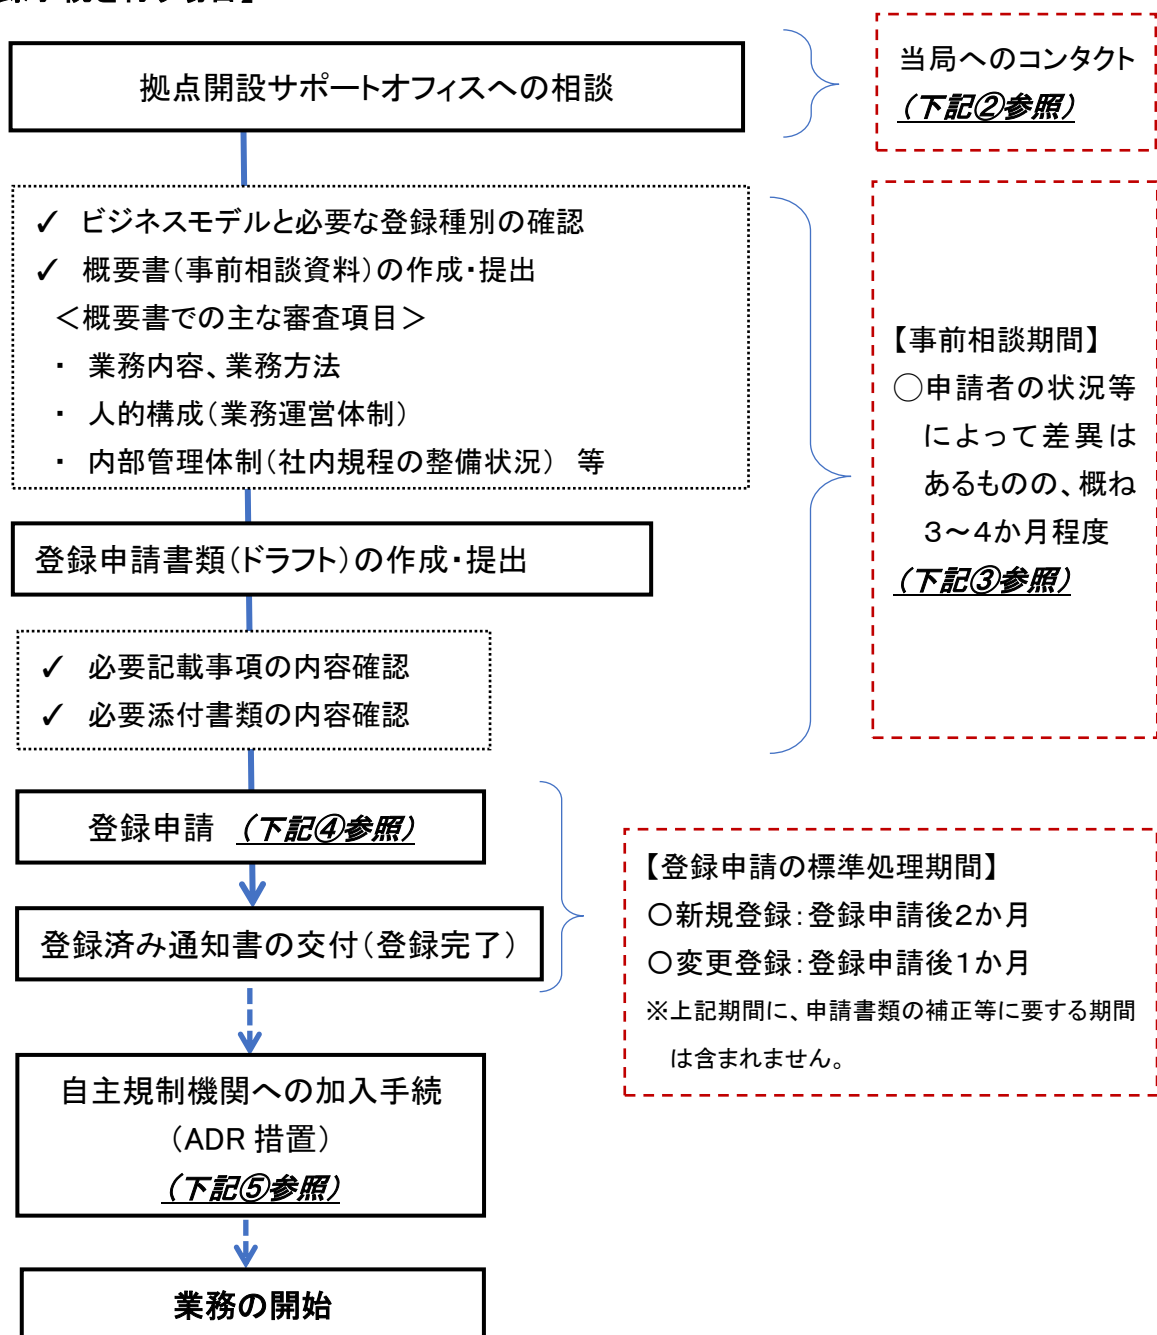 拠点開設サポートオフィスへの相談
当局へのコンタクト
(下記②参照)
✓ ビジネスモデルと必要な登録種別の確認
✓ 概要書(事前相談資料)の作成・提出
<概要書での主な審査項目>
・ 業務内容、業務方法
・ 人的構成(業務運営体制)
・ 内部管理体制(社内規程の整備状況) 等
【事前相談期間】
○申請者の状況等
によって差異は
あるものの、概ね
3~4か月程度
(下記③参照)
登録申請書類(ドラフト)の作成・提出
✓ 必要記載事項の内容確認
✓ 必要添付書類の内容確認
登録申請 (下記④参照)
登録済み通知書の交付(登録完了)
【登録申請の標準処理期間】
○新規登録:登録申請後2か月
○変更登録:登録申請後1か月
※上記期間に、申請書類の補正等に要する期間
は含まれません。
自主規制機関への加入手続
(ADR 措置)
(下記⑤参照)
業務の開始